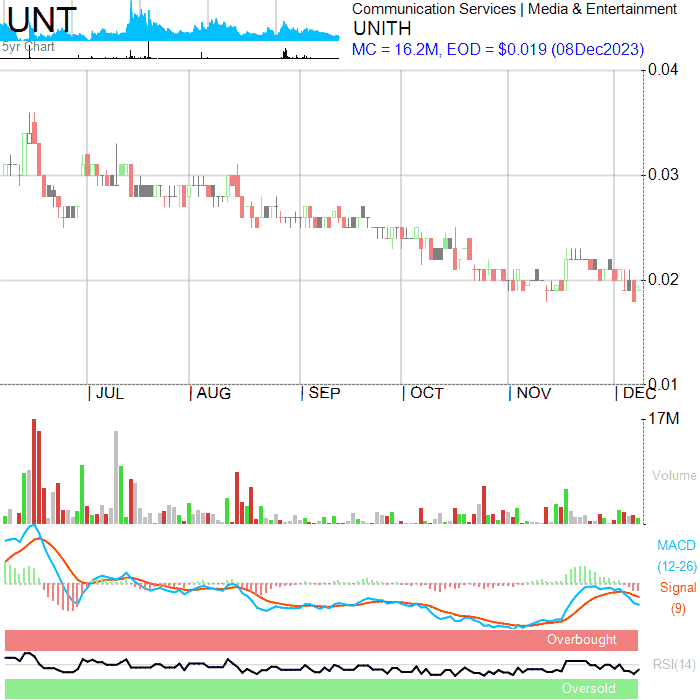 UNT
5yr Chart
Communication Services | Media & Entertainment
UNITH
MC = 16.2M, EOD = $0.019 (08Dec2023)
0.04
0.03
0.02
0.01
JUL AUG SEP OCT NOV DEC
17M
Volume
MACD
(12-26)
Signal
(9)
Overbought
RSI(14)
Oversold